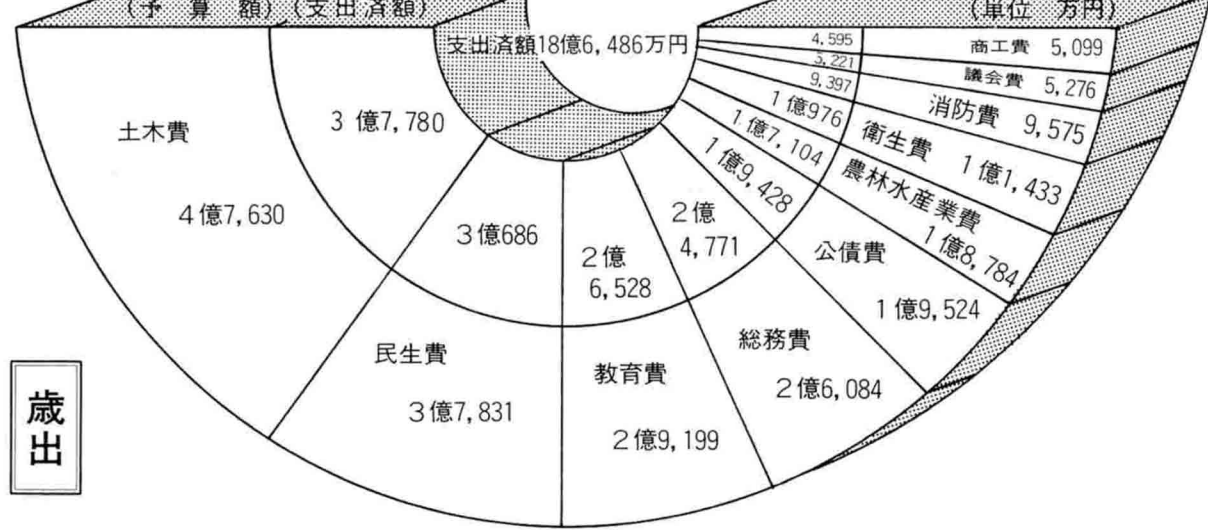 (予算額)(支出済額)
(単位 万円)
支出済額18億6,486万円
4,595
商工費 5,099
5,221
議会費 5,276
9,397
消防費 9,575
1億976
衛生費 1億1,433
1億7,104
農林水産業費
1億8,784
1億9,428
公債費
1億9,524
2億
4,771
総務費
2億6,084
2億
6,528
教育費
2億9,199
3億686
民生費
3億7,831
3億7,780
土木費
4億7,630
歳出